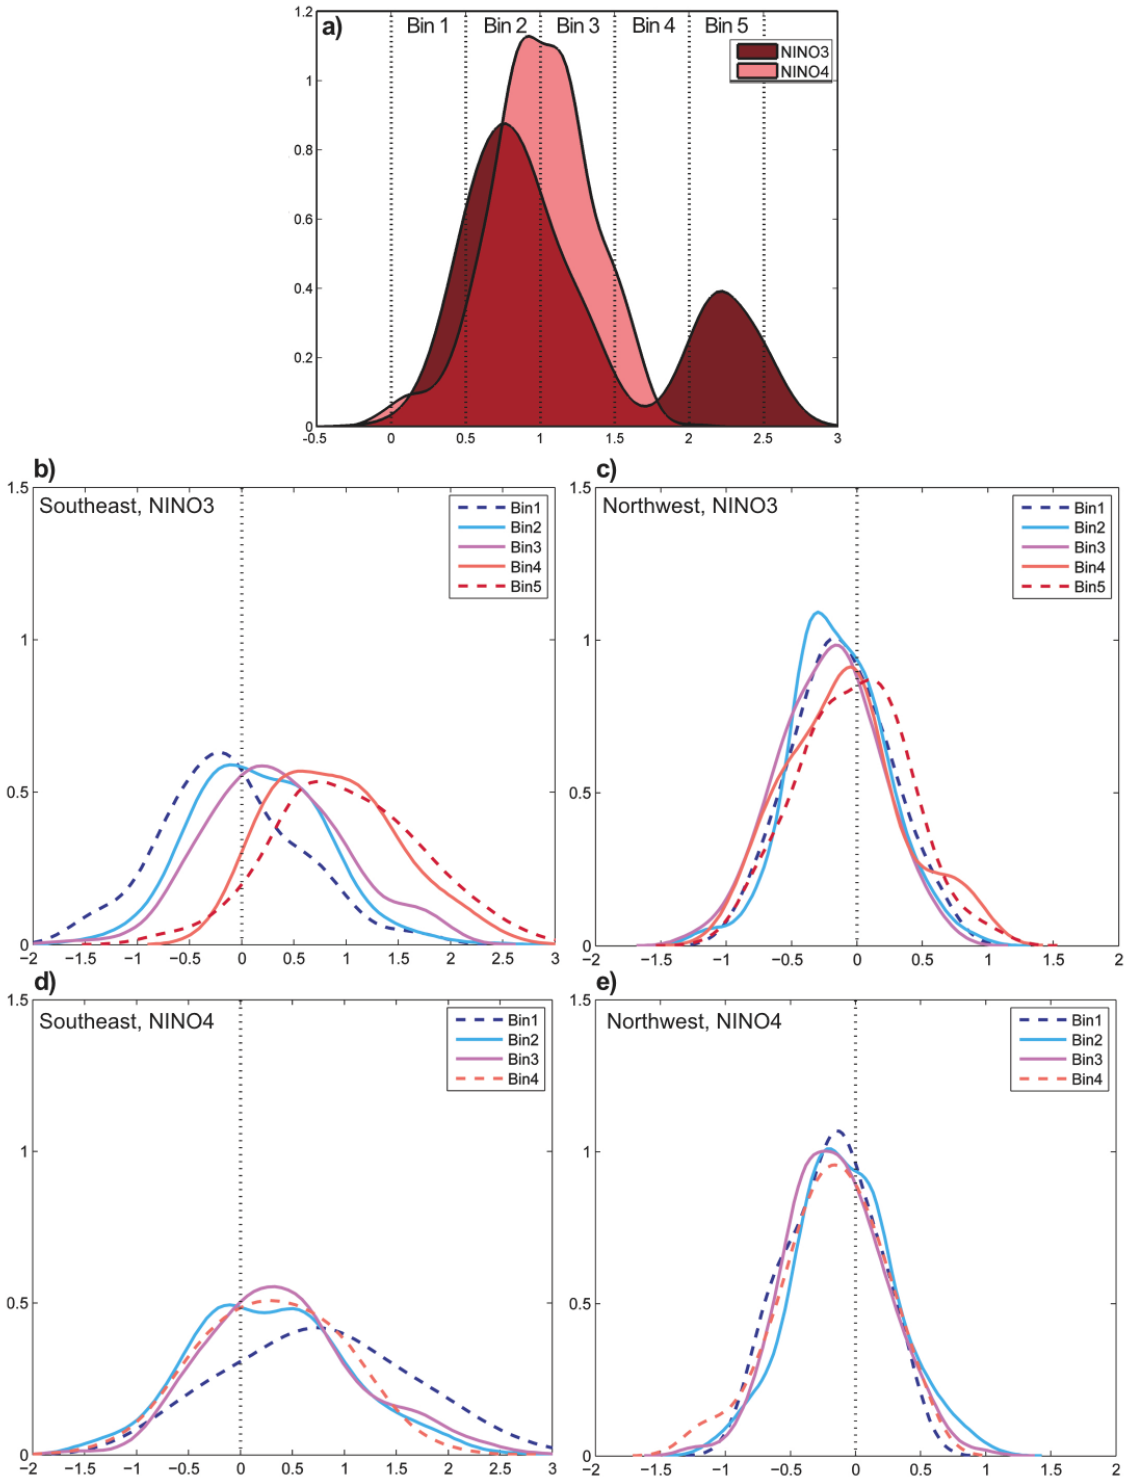 a)
Bin 1 Bin 2 Bin 3 Bin 4 Bin 5
NINO3
NINO4
1.2
1
0.8
0.6
0.4
0.2
0
-0.5 0 0.5 1 1.5 2 2.5 3
b)
Southeast, NINO3
Bin1
Bin2
Bin3
Bin4
Bin5
1.5
1
0.5
0
−2 −1.5 −1 −0.5 0 0.5 1 1.5 2 2.5 3
c)
Northwest, NINO3
Bin1
Bin2
Bin3
Bin4
Bin5
1.5
1
0.5
0
−2 −1.5 −1 −0.5 0 0.5 1 1.5 2
d)
Southeast, NINO4
Bin1
Bin2
Bin3
Bin4
1.5
1
0.5
0
−2 −1.5 −1 −0.5 0 0.5 1 1.5 2 2.5 3
e)
Northwest, NINO4
Bin1
Bin2
Bin3
Bin4
1.5
1
0.5
0
−2 −1.5 −1 −0.5 0 0.5 1 1.5 2